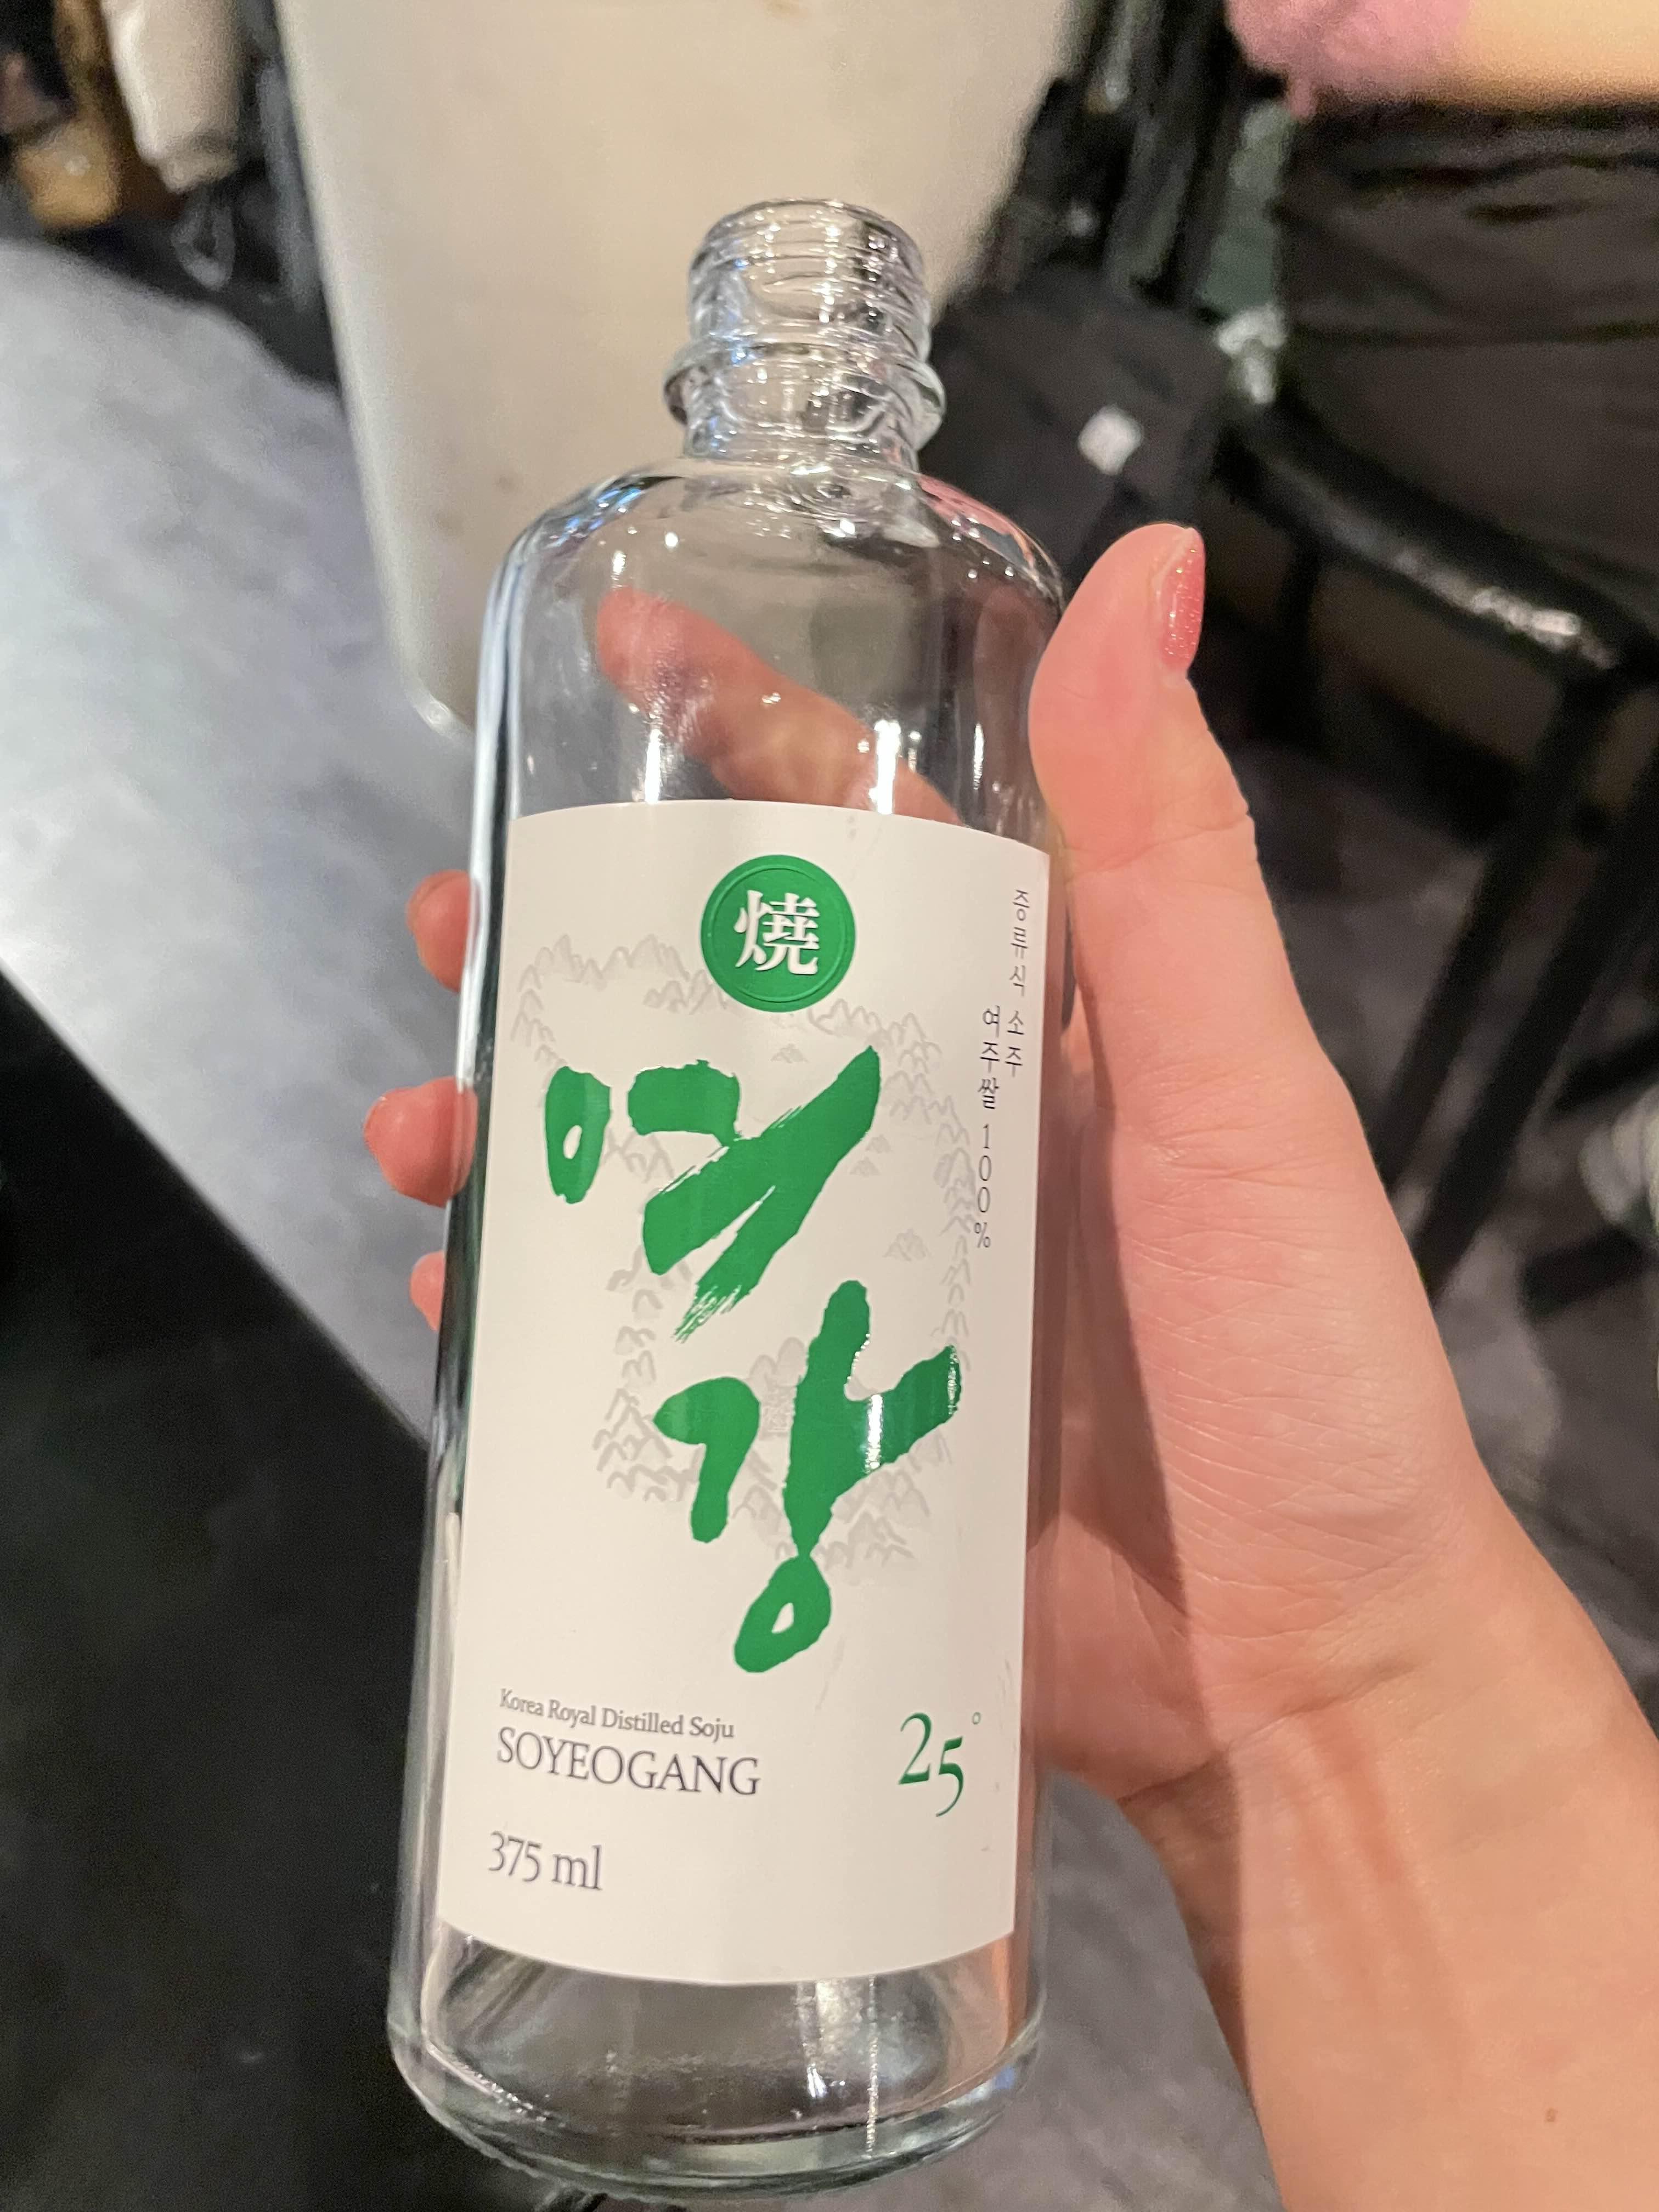 燒
증류식 소주
여주쌀 100%
여강
Korea Royal Distilled Soju
SOYEOGANG
25°
375 ml